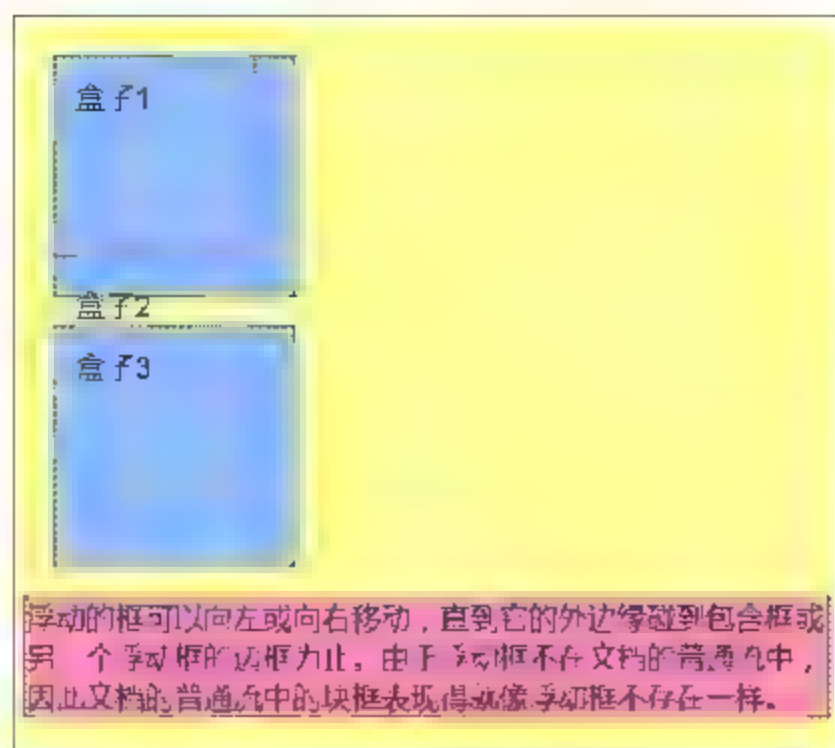 盒子1
盒子2
盒子3
浮动的框可以向左或向右移动，直到它的外边缘碰到包含框或
另一个浮动框的边框为止。由于浮动框不在文档的普通流中，
因此文档的普通流中的块框表现得就像浮动框不存在一样。